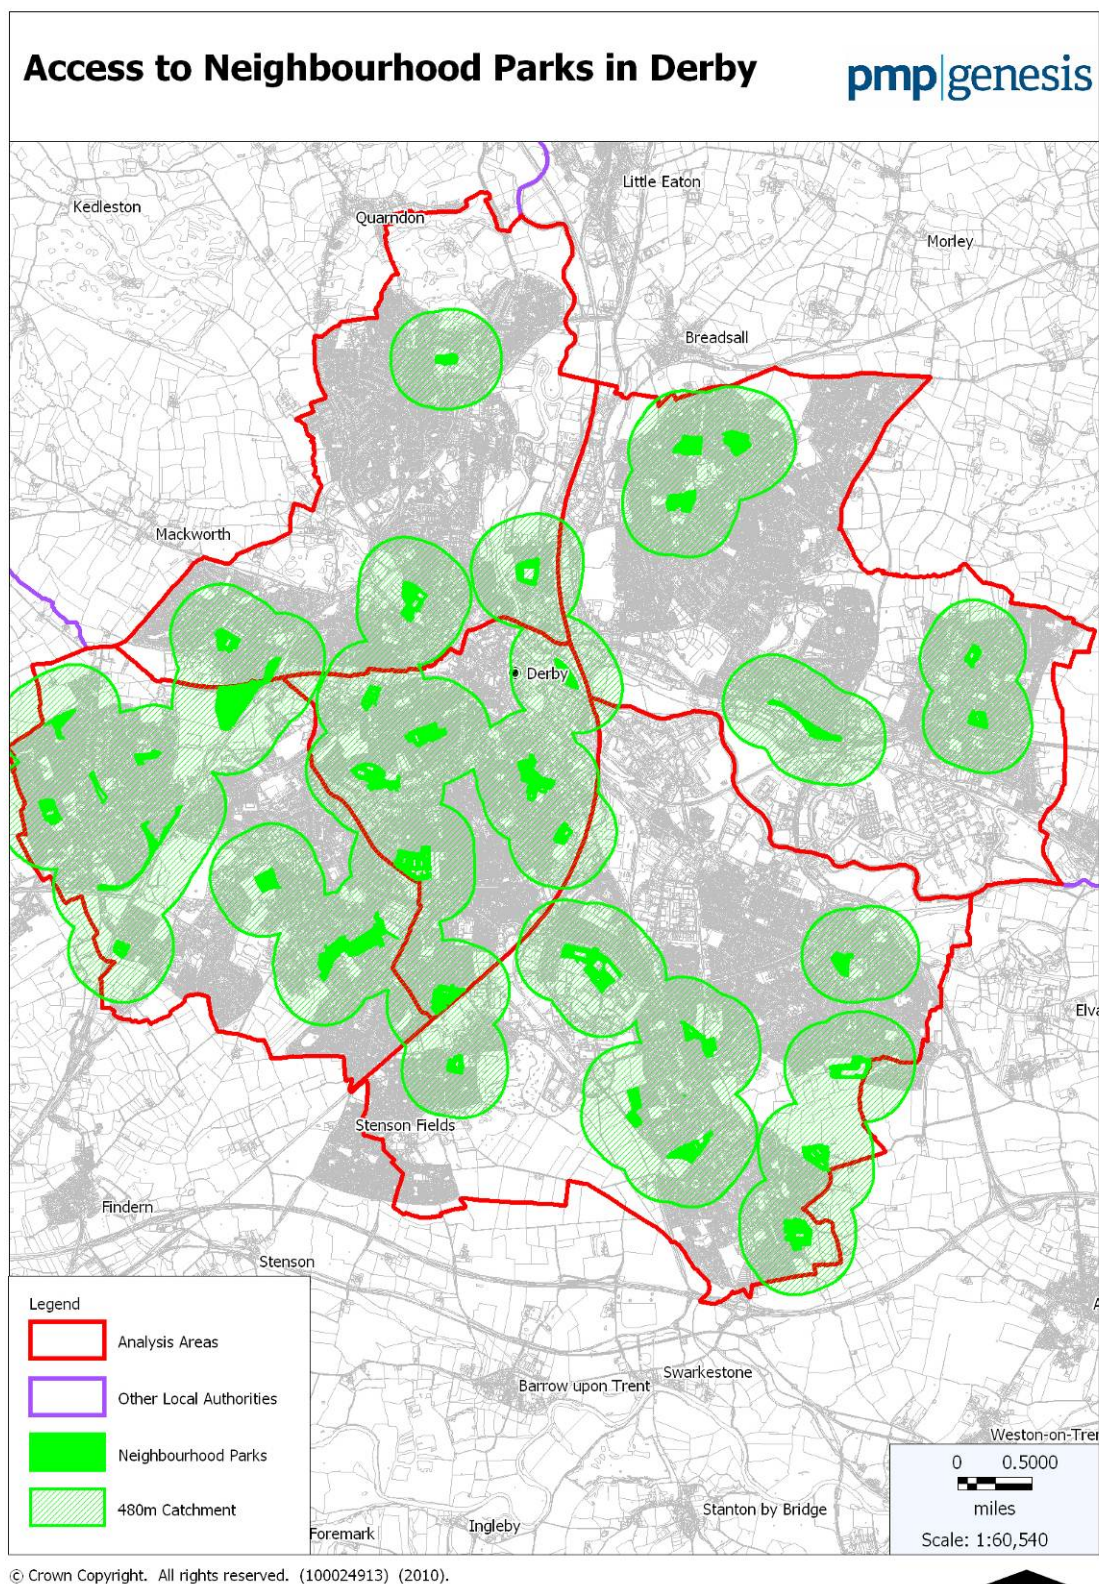 Access to Neighbourhood Parks in Derby
pmp|genesis
Little Eaton
Kedleston
Quarndon
Morley
Breadsall
Mackworth
Derby
Elva
Stenson Fields
Findern
Stenson
Legend
Analysis Areas
Other Local Authorities
Neighbourhood Parks
480m Catchment
A
Swarkestone
Barrow upon Trent
Weston-on-Tren
0 0.5000
miles
Scale: 1:60,540
Stanton by Bridge
Ingleby
Foremark
© Crown Copyright. All rights reserved. (100024913) (2010).